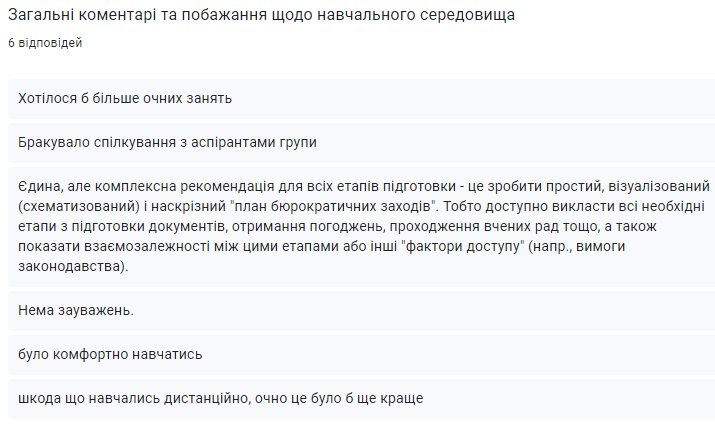 Загальні коментарі та побажання щодо навчального середовища
6 відповідей
Хотілося б більше очних занять
Бракувало спілкування з аспірантами групи
Єдина, але комплексна рекомендація для всіх етапів підготовки - це зробити простий, візуалізований
(схематизований) і наскрізний "план бюрократичних заходів". Тобто доступно викласти всі необхідні
етапи з підготовки документів, отримання погоджень, проходження вчених рад тощо, а також
показати взаємозалежності між цими етапами або інші "фактори доступу" (напр., вимоги
законодавства).
Нема зауважень.
було комфортно навчатись
шкода що навчались дистанційно, очно це було б ще краще